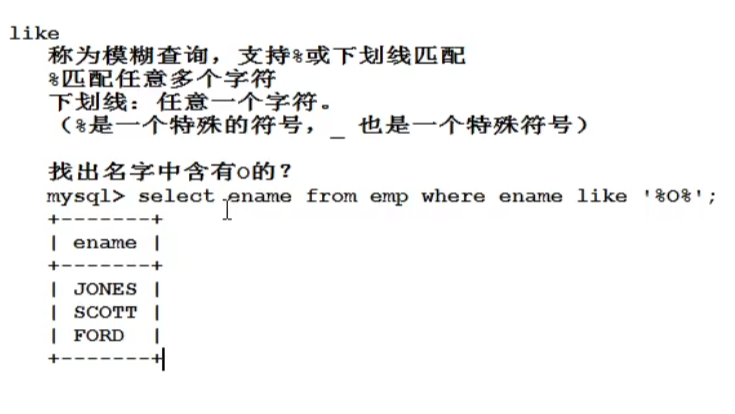 like
称为模糊查询，支持%或下划线匹配
%匹配任意多个字符
下划线：任意一个字符。
（%是一个特殊的符号，_ 也是一个特殊符号）
找出名字中含有O的？
mysql> select ename from emp where ename like '%O%';
+-------+
| ename |
+-------+
| JONES |
| SCOTT |
| FORD  |
+-------+